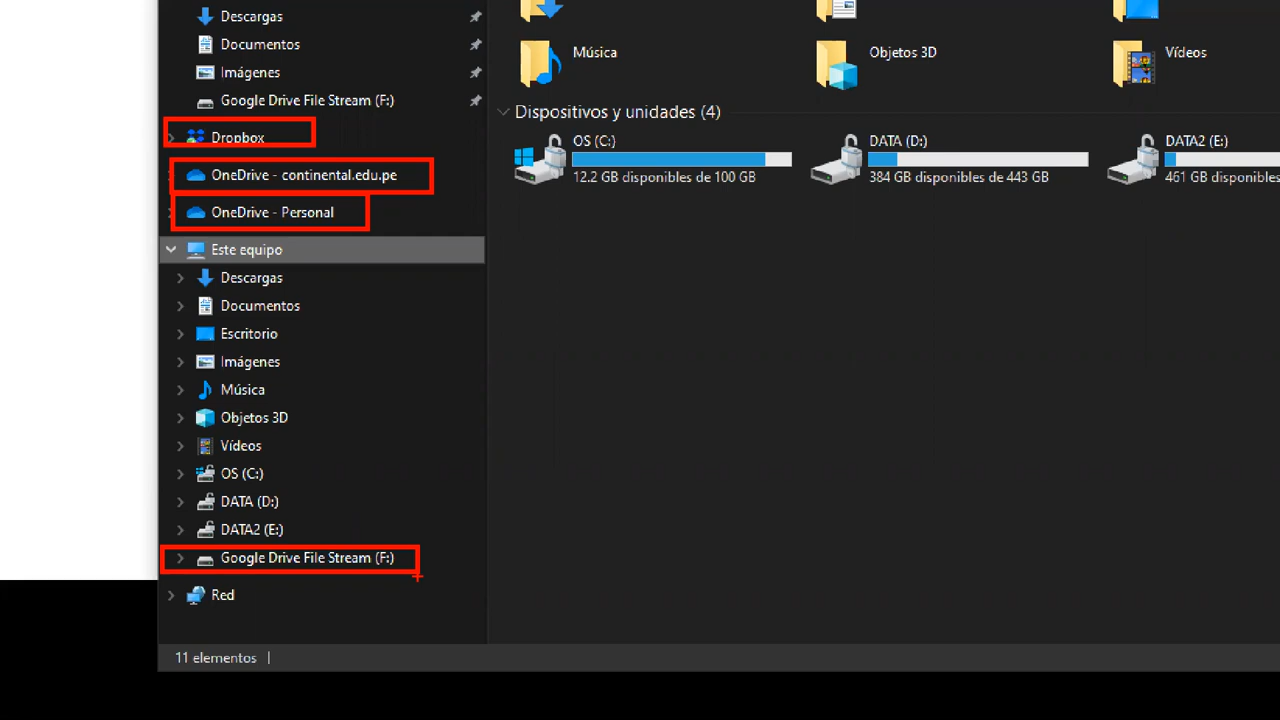 Descargas
Documentos
Imágenes
Google Drive File Stream (F:)
Dropbox
OneDrive - continental.edu.pe
OneDrive - Personal
Este equipo
Descargas
Documentos
Escritorio
Imágenes
Música
Objetos 3D
Vídeos
OS (C:)
DATA (D:)
DATA2 (E:)
Google Drive File Stream (F:)
Red
Música
Objetos 3D
Vídeos
Dispositivos y unidades (4)
OS (C:)
12.2 GB disponibles de 100 GB
DATA (D:)
384 GB disponibles de 443 GB
DATA2 (E:)
461 GB disponibles de
11 elementos